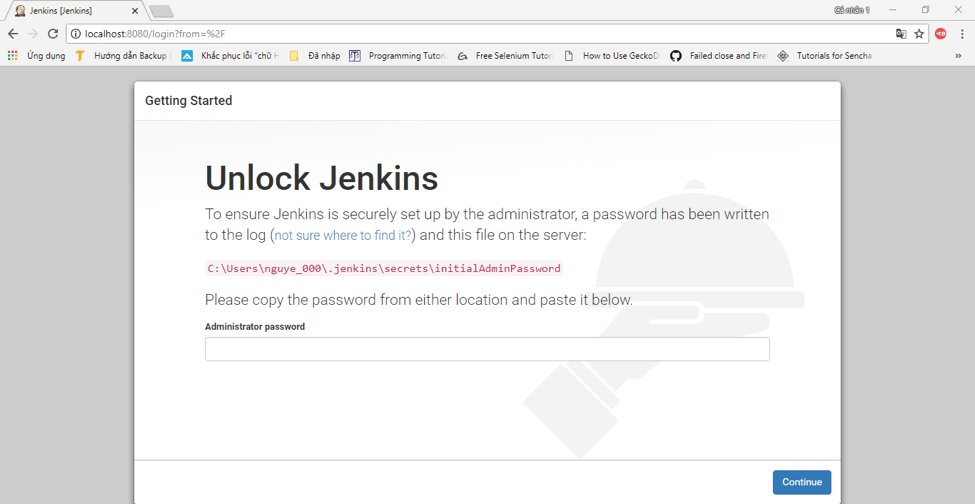 Jenkins [Jenkins]
Cá nhân 1
localhost:8080/login?from=%2F
Ứng dụng
Hướng dẫn Backup
Khắc phục lỗi "chữ H
Đã nhập
Programming Tutori
Free Selenium Tutori
How to Use GeckoD
Failed close and Firef
Tutorials for Sencha
»
Getting Started
Unlock Jenkins
To ensure Jenkins is securely set up by the administrator, a password has been written
to the log (not sure where to find it?) and this file on the server:
C:\Users\nguye_000\.jenkins\secrets\initialAdminPassword
Please copy the password from either location and paste it below.
Administrator password
Continue